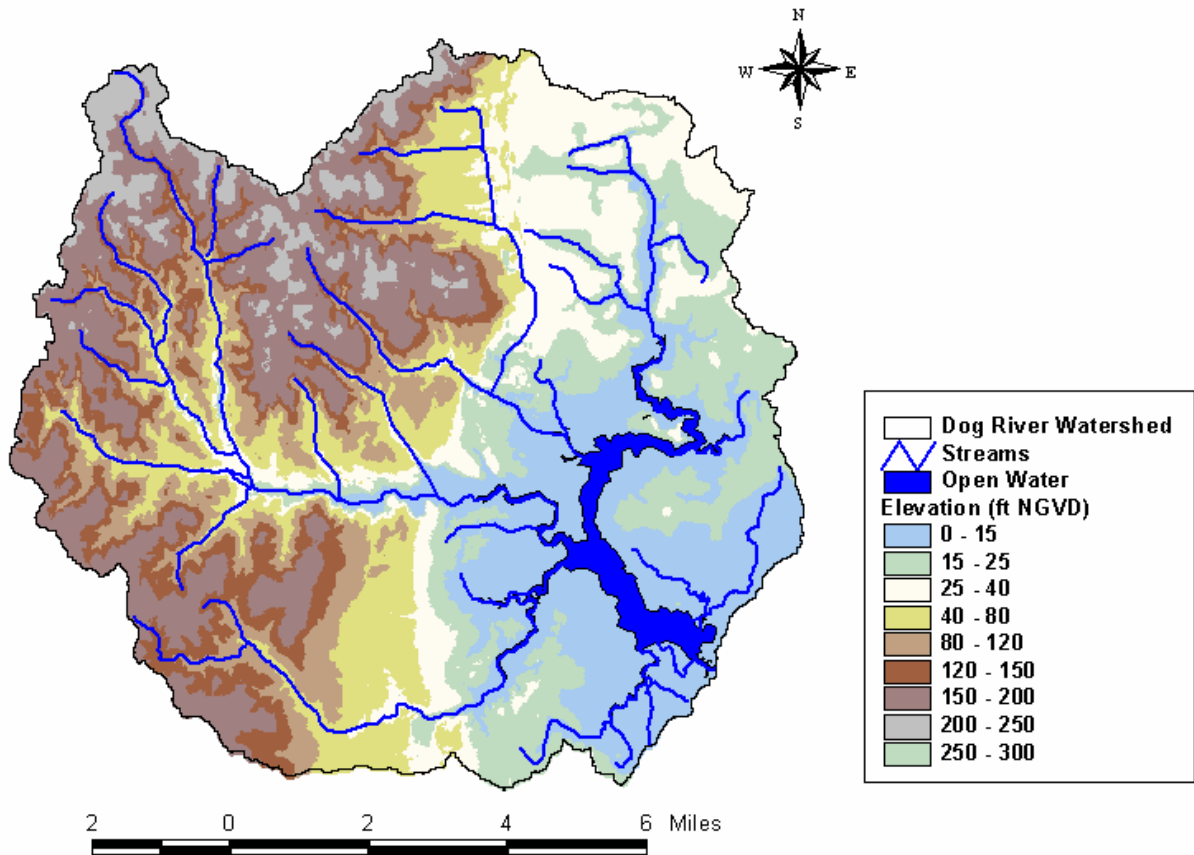 N
W E
S
Dog River Watershed
Streams
Open Water
Elevation (ft NGVD)
0 - 15
15 - 25
25 - 40
40 - 80
80 - 120
120 - 150
150 - 200
200 - 250
250 - 300
2 0 2 4 6 Miles